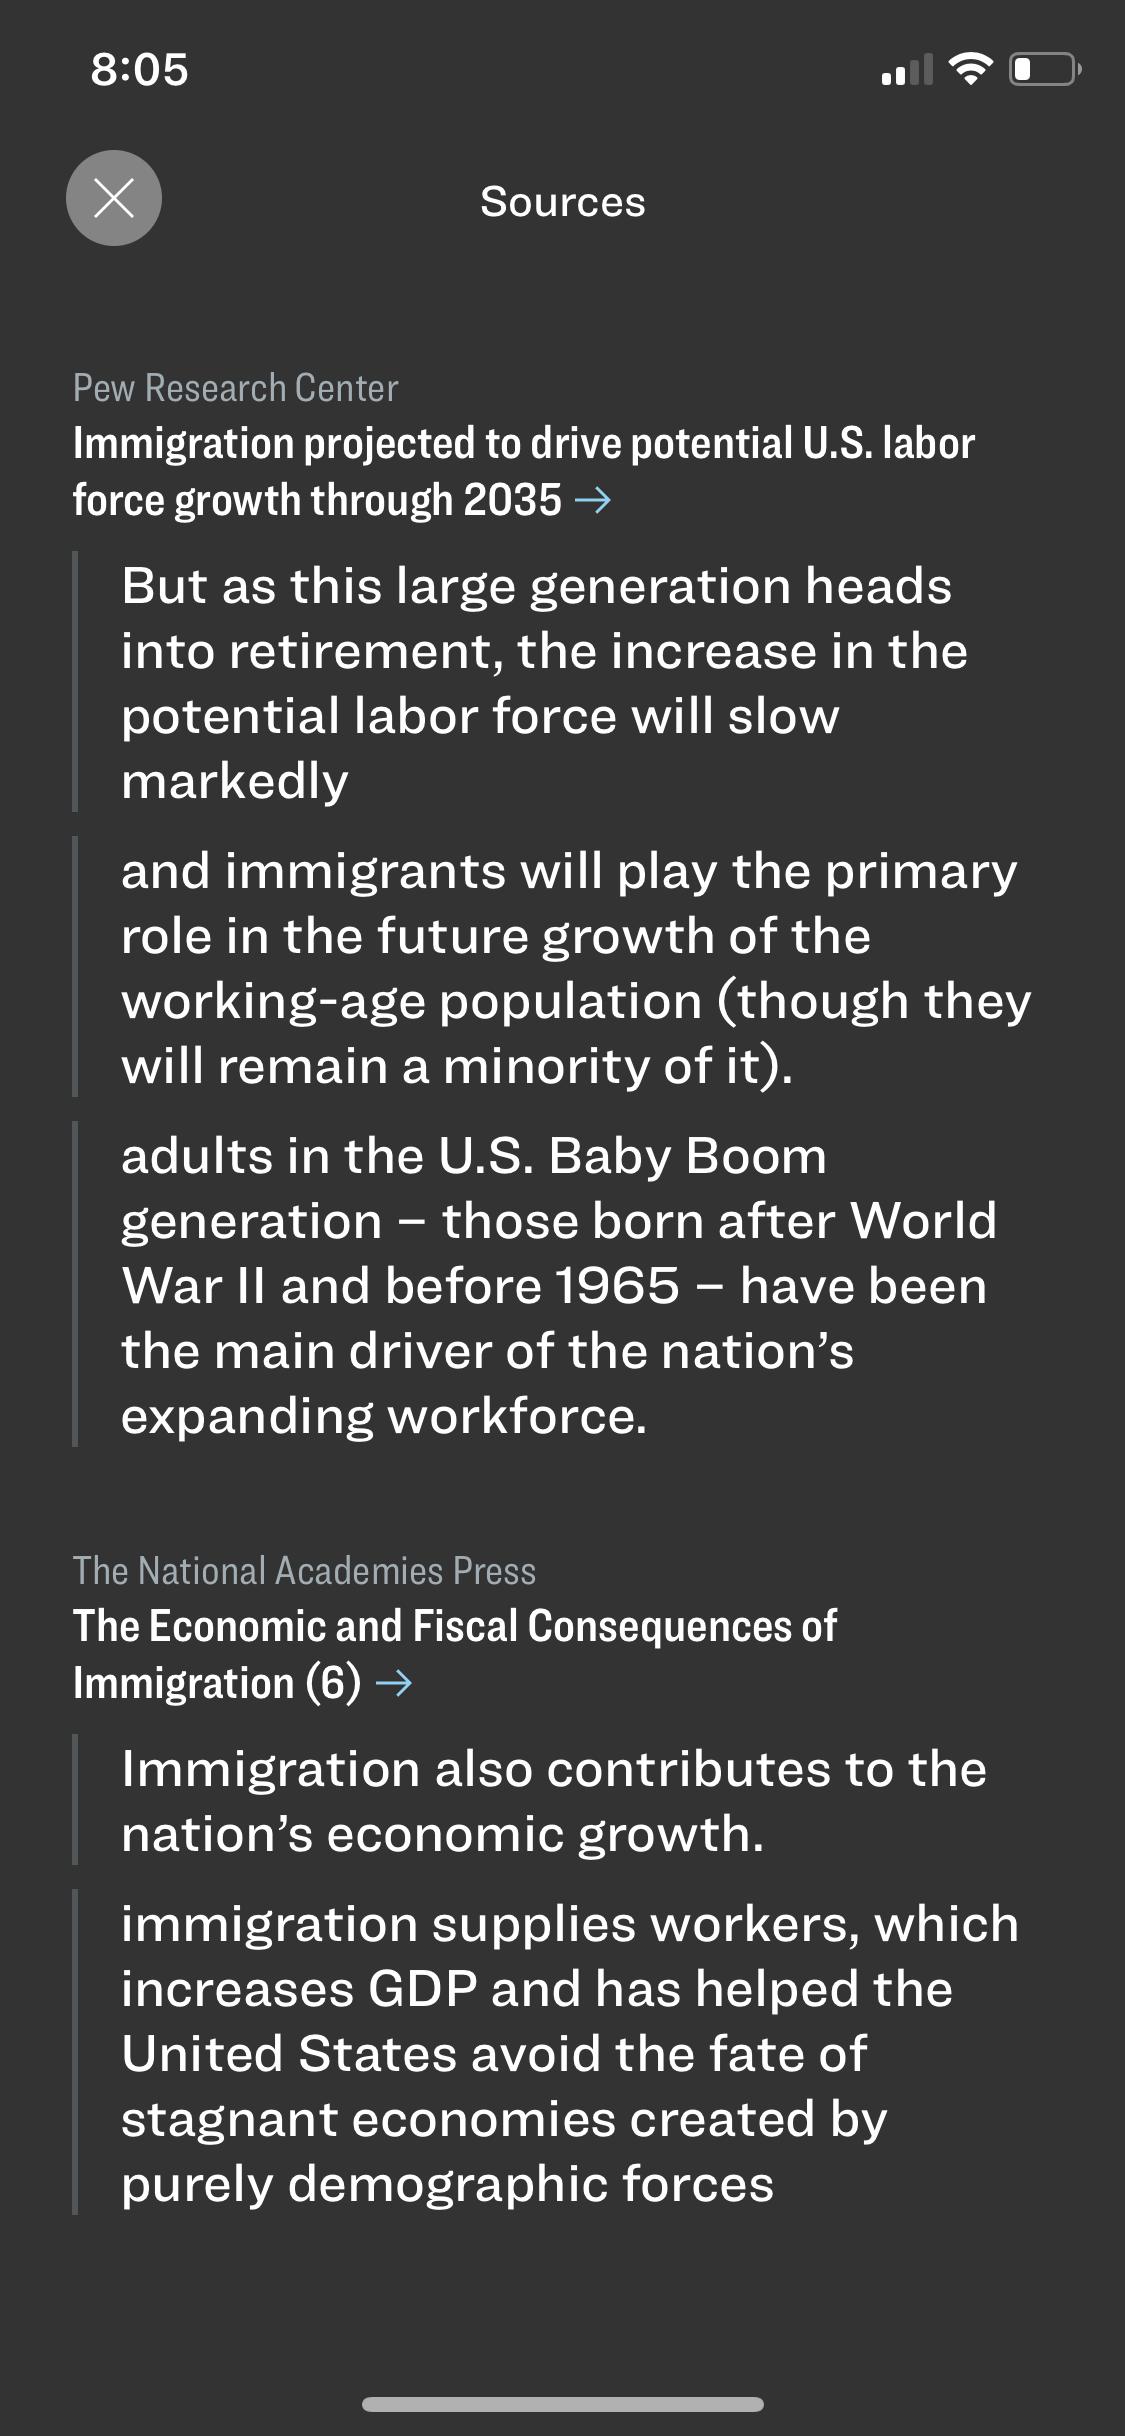 8:05
Sources
Pew Research Center
Immigration projected to drive potential U.S. labor
force growth through 2035 →
But as this large generation heads
into retirement, the increase in the
potential labor force will slow
markedly
and immigrants will play the primary
role in the future growth of the
working-age population (though they
will remain a minority of it).
adults in the U.S. Baby Boom
generation – those born after World
War II and before 1965 – have been
the main driver of the nation’s
expanding workforce.
The National Academies Press
The Economic and Fiscal Consequences of
Immigration (6) →
Immigration also contributes to the
nation’s economic growth.
immigration supplies workers, which
increases GDP and has helped the
United States avoid the fate of
stagnant economies created by
purely demographic forces